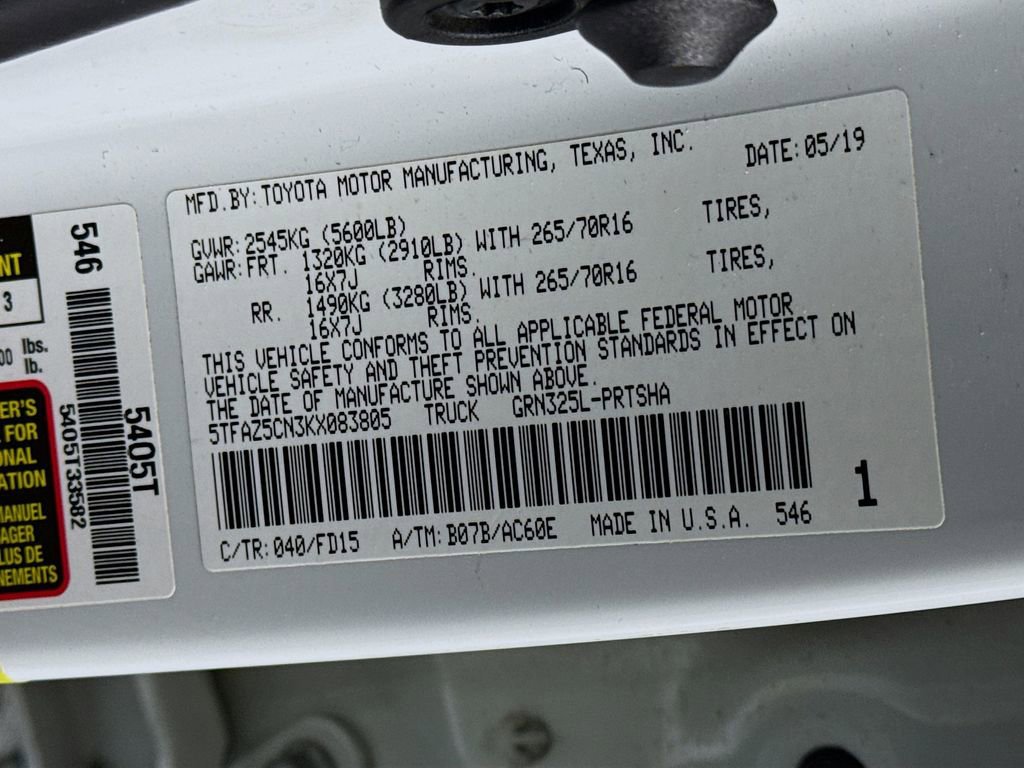 MFD.BY:TOYOTA MOTOR MANUFACTURING, TEXAS, INC. DATE:05/19
GVWR:2545KG (5600LB)
GAWR:FRT. 1320KG (2910LB) WITH 265/70R16 TIRES,
16X7J RIMS.
RR. 1490KG (3280LB) WITH 265/70R16 TIRES,
16X7J RIMS.
THIS VEHICLE CONFORMS TO ALL APPLICABLE FEDERAL MOTOR
VEHICLE SAFETY AND THEFT PREVENTION STANDARDS IN EFFECT ON
THE DATE OF MANUFACTURE SHOWN ABOVE.
5TFAZ5CN3KX083805 TRUCK GRN325L-PRTSHA
1
C/TR:040/FD15 A/TM:B07B/AC60E MADE IN U.S.A. 546
546
5405T
5405T33582
3
lbs.
lb.
FOR
DE